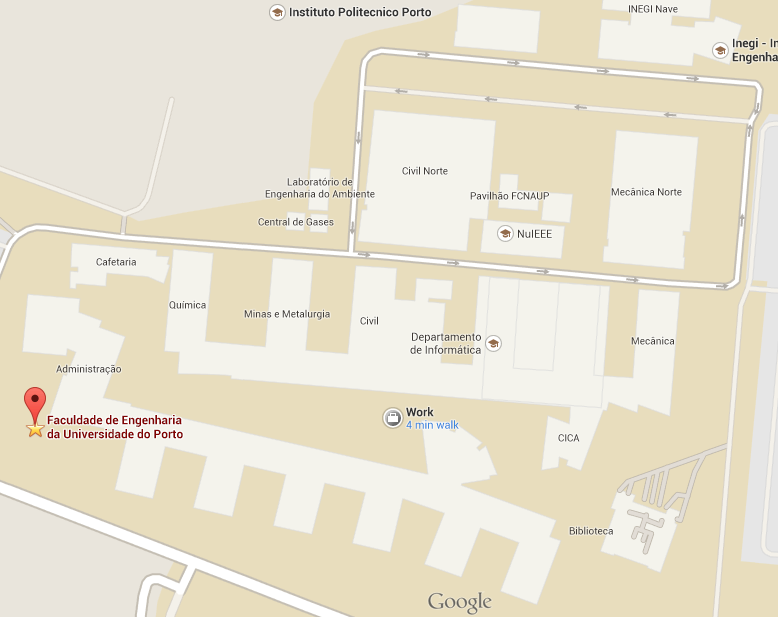 INEGI Nave
Instituto Politecnico Porto
Inegi - In
Engenha
Civil Norte
Laboratório de
Engenharia do Ambiente
Pavilhão FCNAUP
Mecânica Norte
Central de Gases
NuIEEE
Cafetaria
Química
Minas e Metalurgia
Civil
Departamento
de Informática
Mecânica
Administração
Work
4 min walk
Faculdade de Engenharia
da Universidade do Porto
CICA
Biblioteca
Google